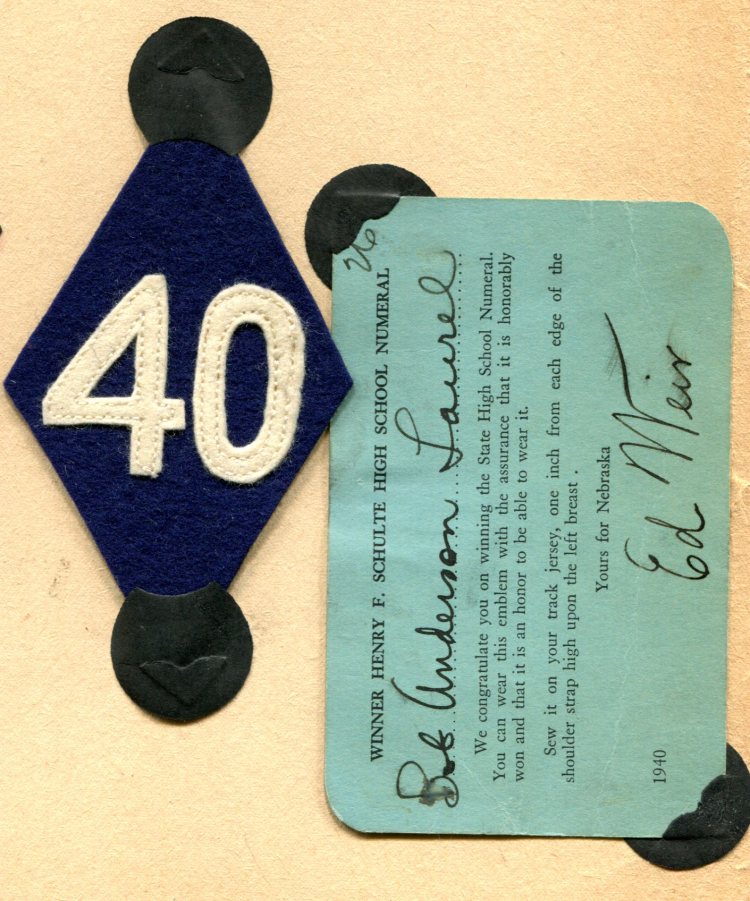 40
26
WINNER HENRY F. SCHULTE HIGH SCHOOL NUMERAL
Bob Anderson Laurel
We congratulate you on winning the State High School Numeral.
You can wear this emblem with the assurance that it is honorably
won and that it is an honor to be able to wear it.
Sew it on your track jersey, one inch from each edge of the
shoulder strap high upon the left breast .
Yours for Nebraska
Ed Weir
1940